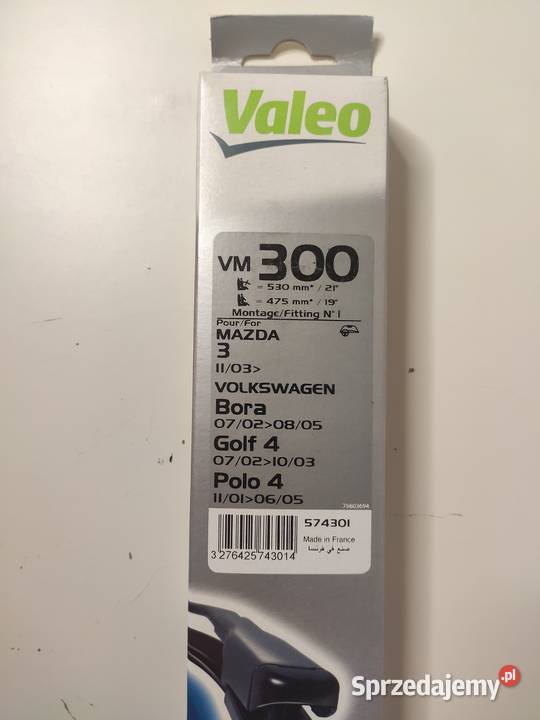 Valeo
VM 300
= 530 mm* / 21"
= 475 mm* / 19"
Montage/Fitting N° 1
Pour/For
MAZDA
3
11/03>
VOLKSWAGEN
Bora
07/02>08/05
Golf 4
07/02>10/03
Polo 4
11/01>06/05
79603694
574301
Made in France
صنع في فرنسا
3 276425 743014
Sprzedajemy.pl